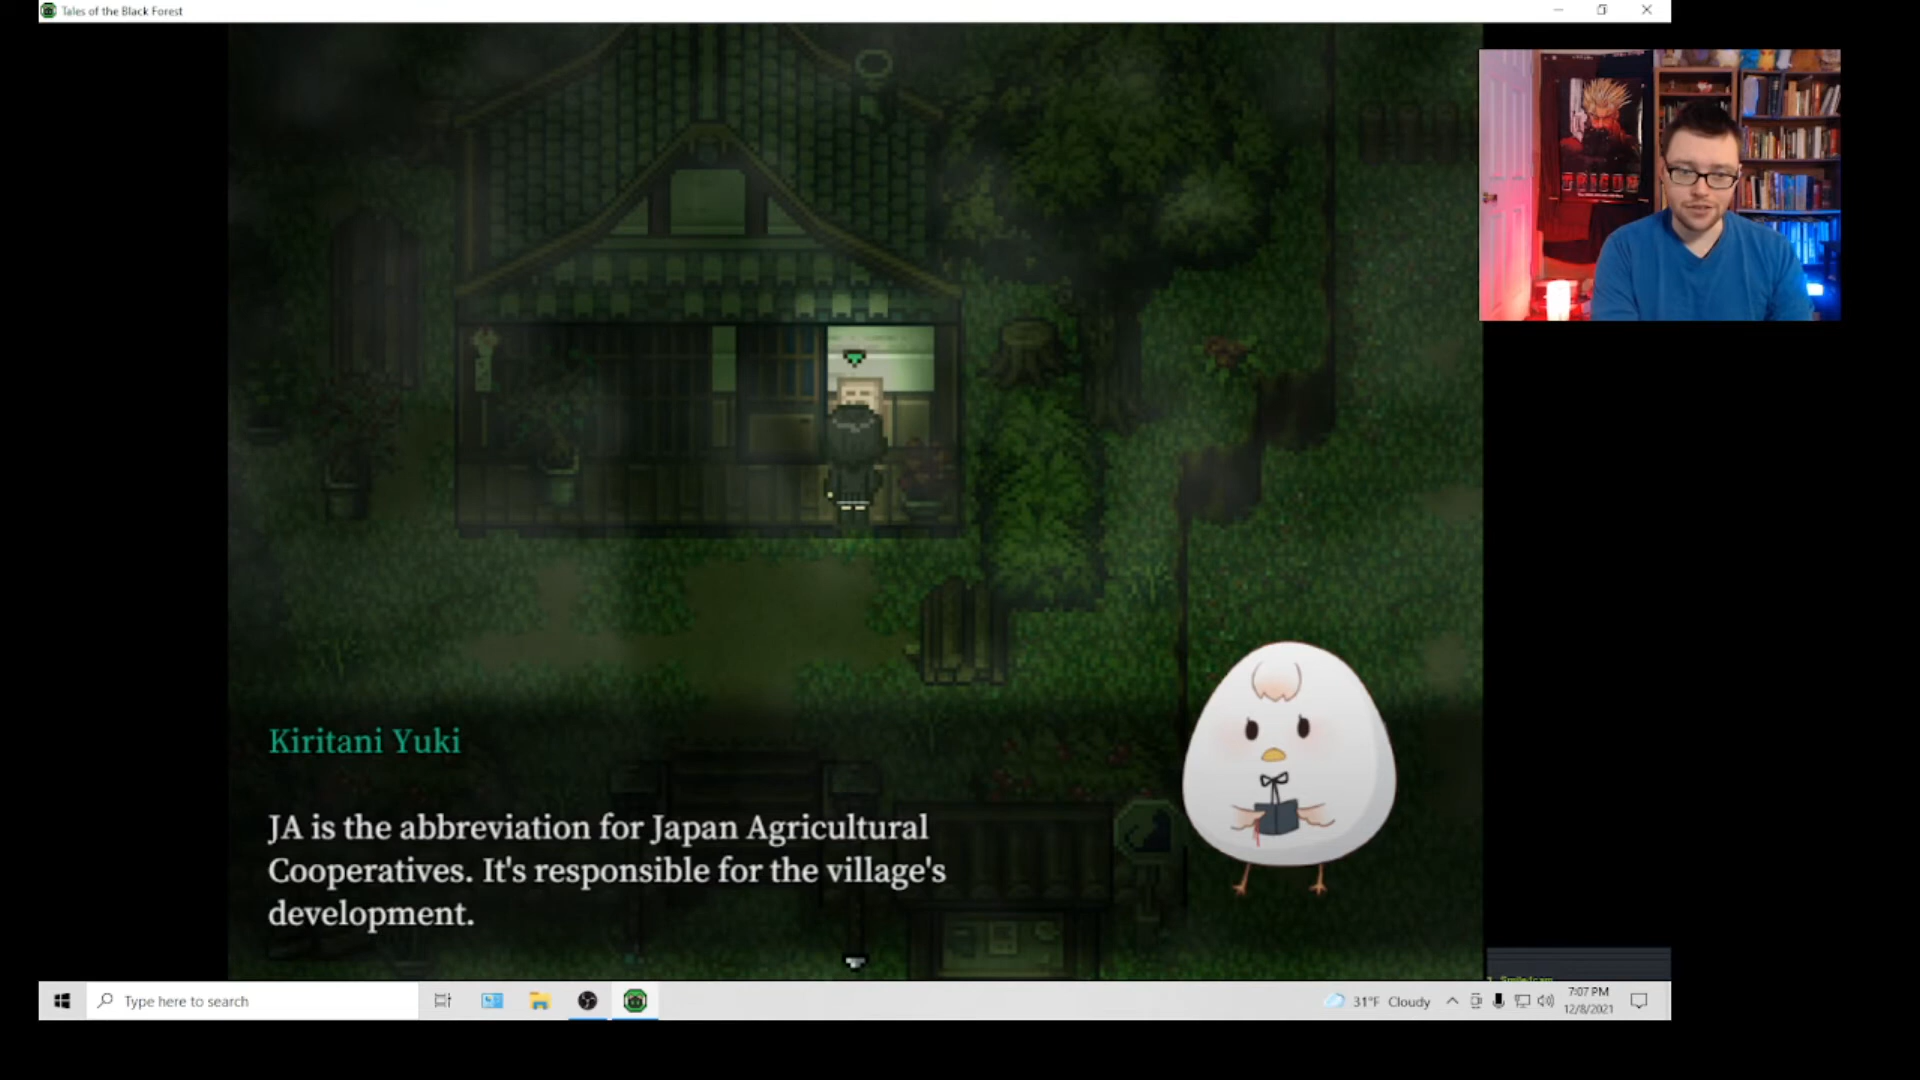 Tales of the Black Forest
Kiritani Yuki
JA is the abbreviation for Japan Agricultural
Cooperatives. It's responsible for the village's
development.
Type here to search
31°F Cloudy
7:07 PM
12/8/2021